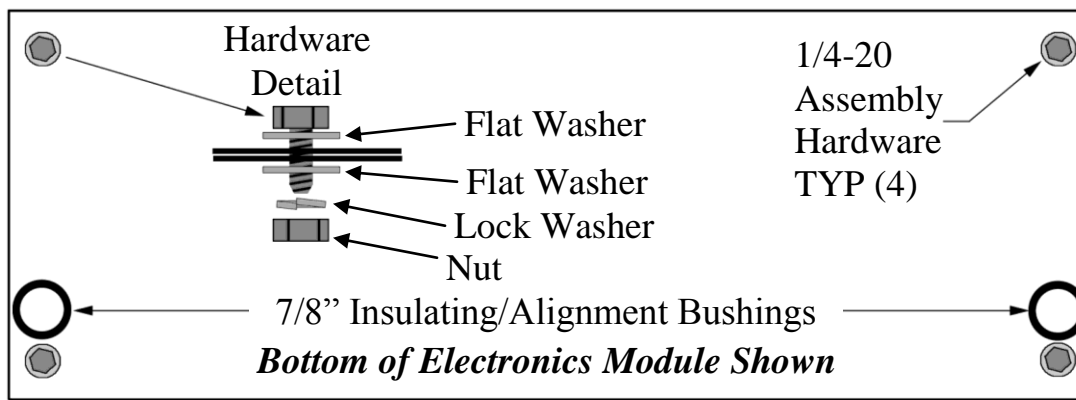 Hardware
Detail
Flat Washer
Flat Washer
Lock Washer
Nut
1/4-20
Assembly
Hardware
TYP (4)
7/8” Insulating/Alignment Bushings
Bottom of Electronics Module Shown